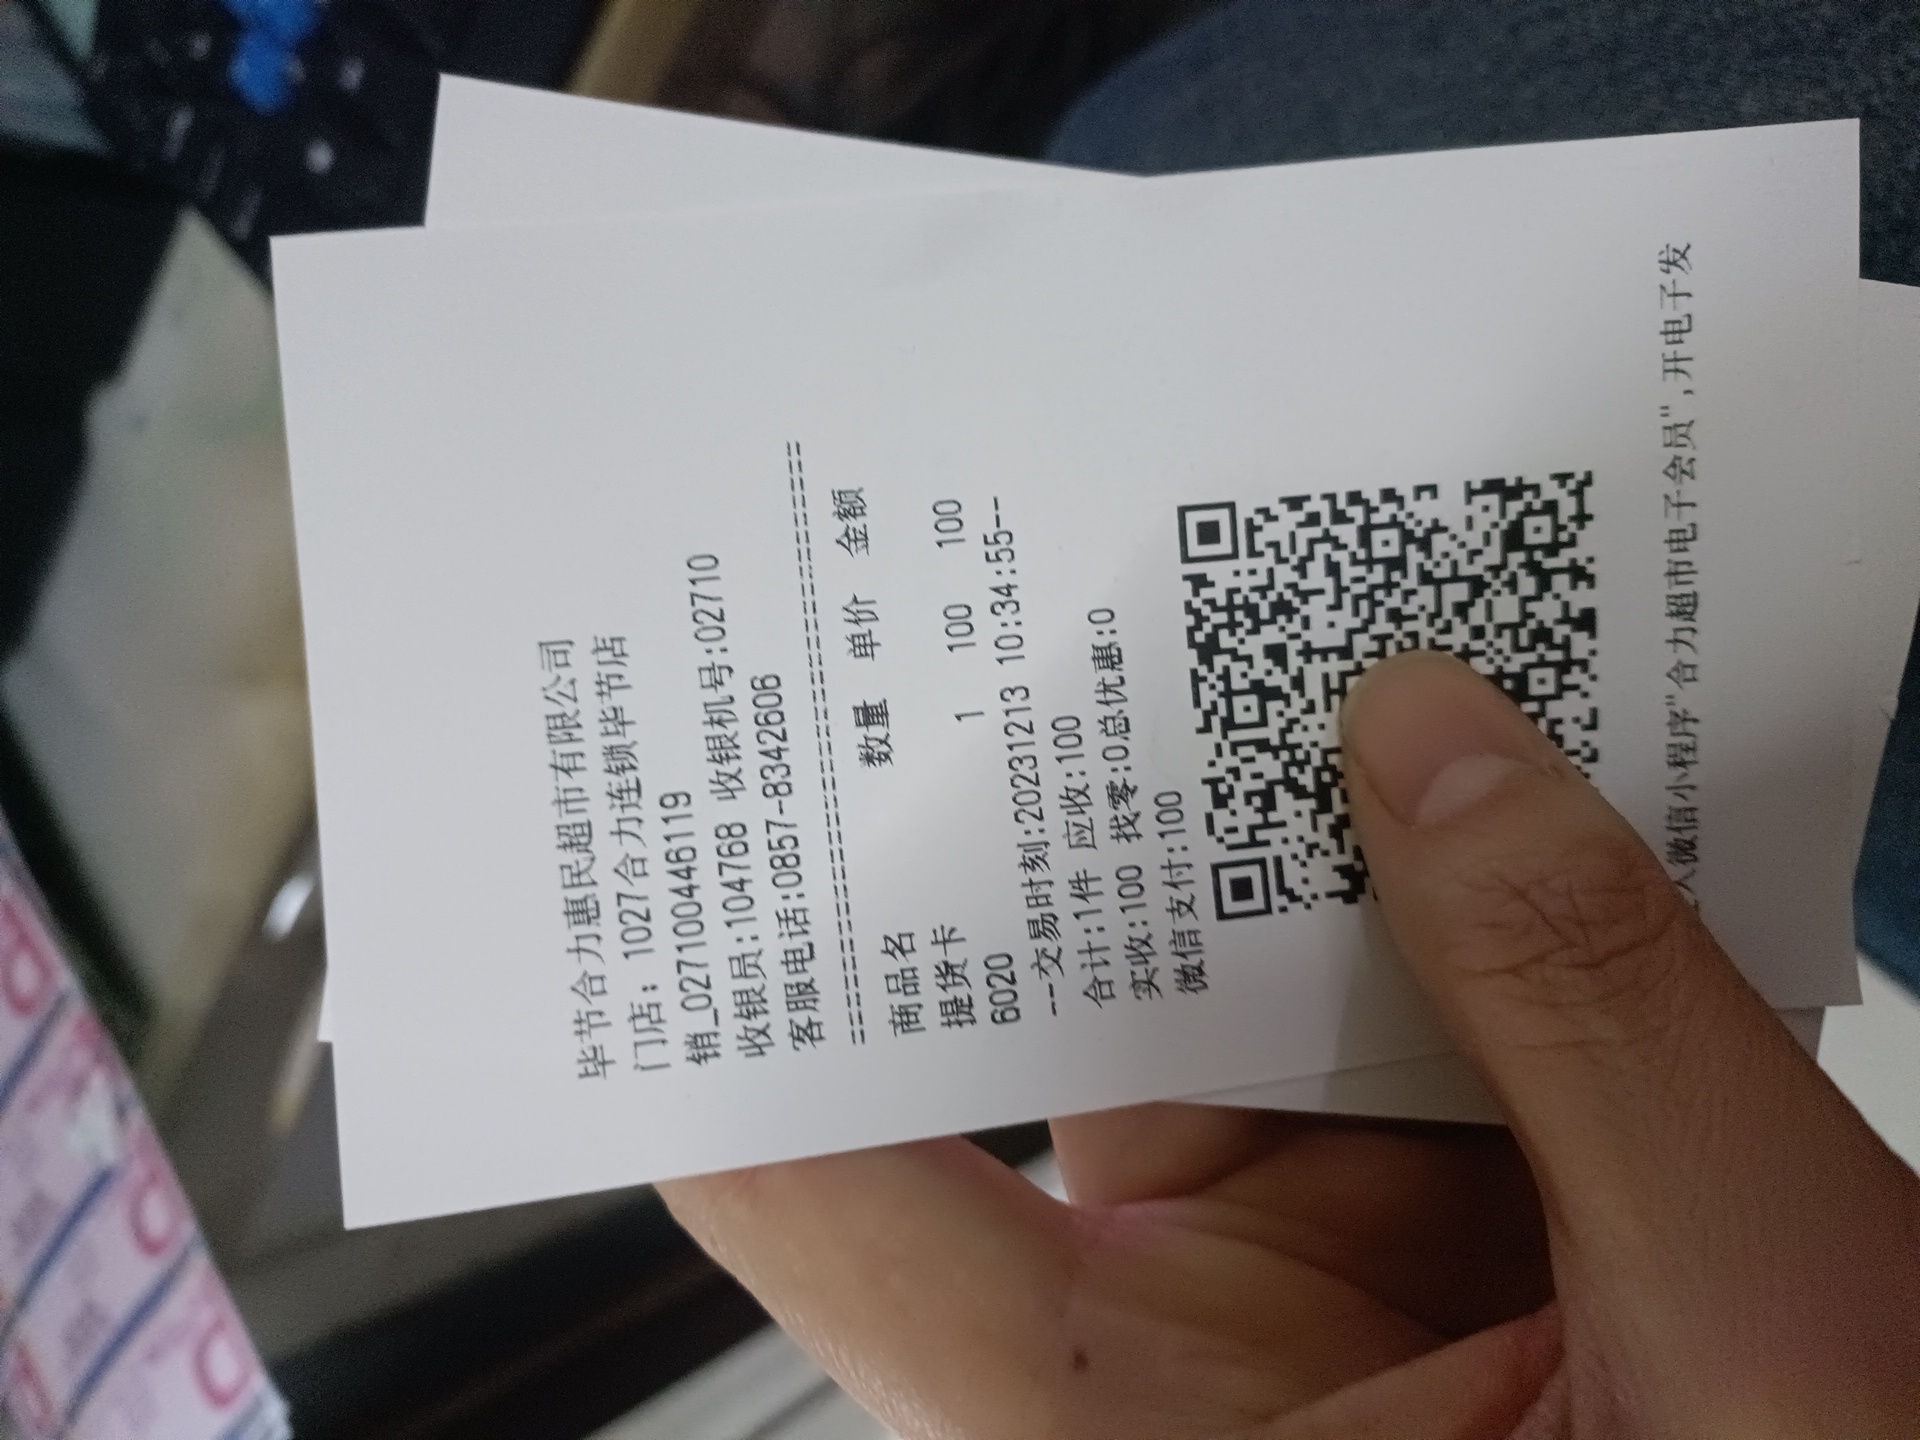 毕节合力惠民超市有限公司
门店: 1027合力连锁毕节店
销_027100446119
收银员:104768 收银机号:02710
客服电话:0857-8342606
========================================
商品名 数量 单价 金额
提货卡 1 100 100
6020
--交易时刻:20231213 10:34:55--
合计:1件 应收:100
实收:100 找零:0总优惠:0
微信支付:100
微信小程序"合力超市电子会员",开电子发